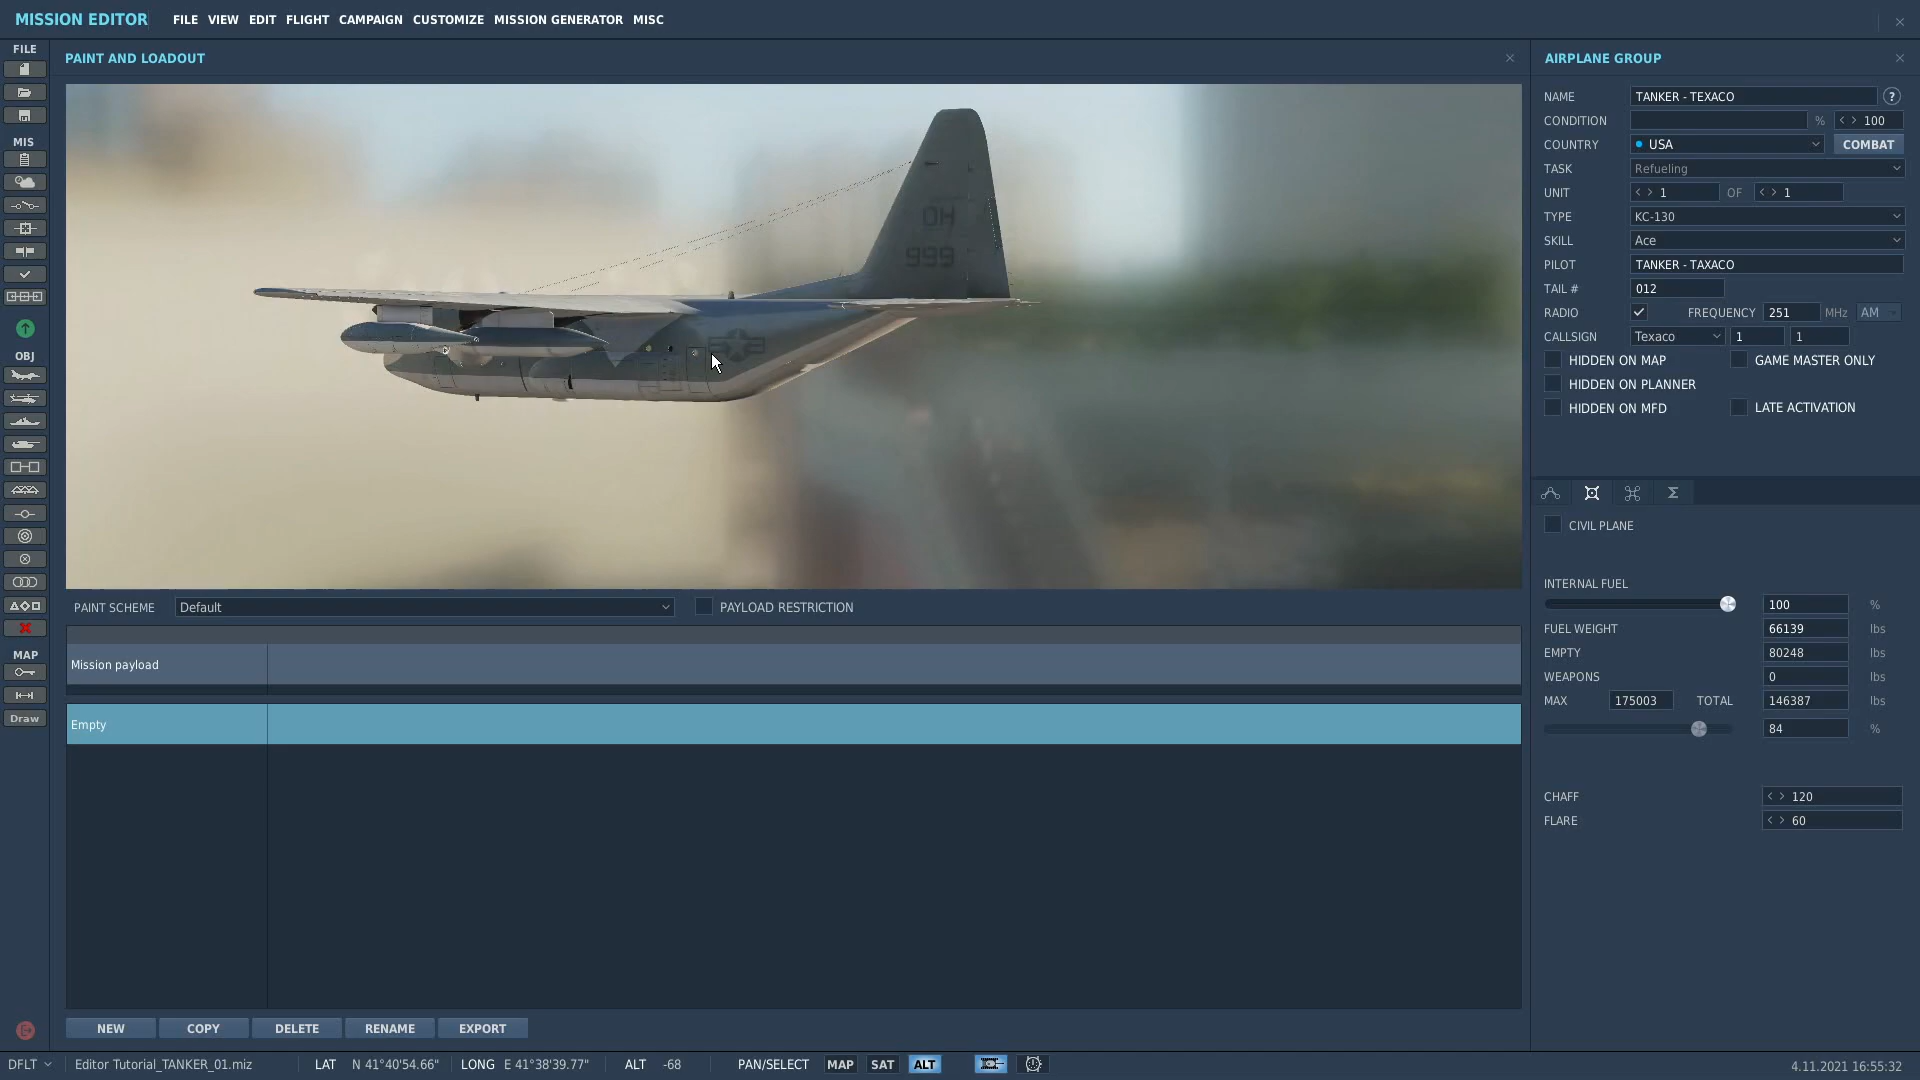 MISSION EDITOR FILE VIEW EDIT FLIGHT CAMPAIGN CUSTOMIZE MISSION GENERATOR MISC
FILE
MIS
OBJ
MAP
Draw
PAINT AND LOADOUT
OH
999
PAINT SCHEME Default PAYLOAD RESTRICTION
Mission payload
Empty
NEW COPY DELETE RENAME EXPORT
AIRPLANE GROUP
NAME TANKER - TEXACO ?
CONDITION % < > 100
COUNTRY USA COMBAT
TASK Refueling
UNIT < > 1 OF < > 1
TYPE KC-130
SKILL Ace
PILOT TANKER - TAXACO
TAIL # 012
RADIO FREQUENCY 251 MHz AM
CALLSIGN Texaco 1 1
HIDDEN ON MAP GAME MASTER ONLY
HIDDEN ON PLANNER
HIDDEN ON MFD LATE ACTIVATION
Σ
CIVIL PLANE
INTERNAL FUEL
100 %
FUEL WEIGHT 66139 lbs
EMPTY 80248 lbs
WEAPONS 0 lbs
MAX 175003 TOTAL 146387 lbs
84 %
CHAFF < > 120
FLARE < > 60
DFLT Editor Tutorial_TANKER_01.miz LAT N 41°40'54.66" LONG E 41°38'39.77" ALT -68 PAN/SELECT MAP SAT ALT 4.11.2021 16:55:32